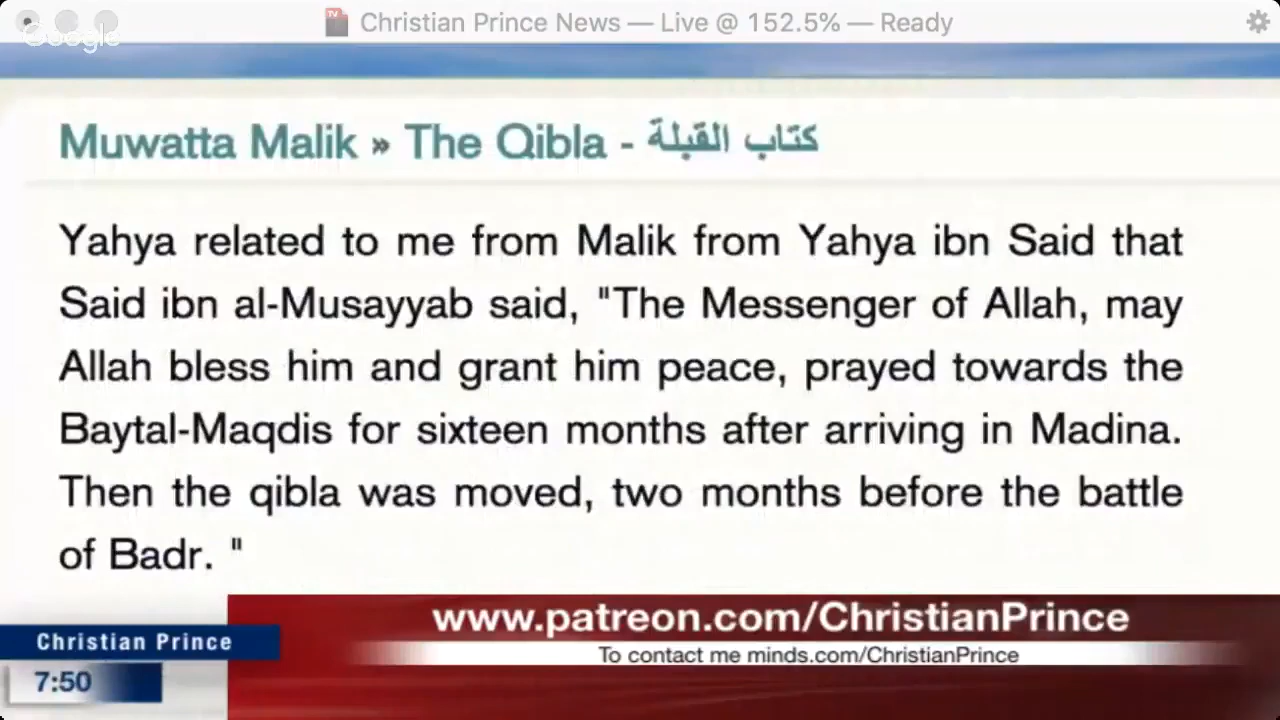 Google
TV
Christian Prince News — Live @ 152.5% — Ready
Muwatta Malik » The Qibla - كتاب القبلة
Yahya related to me from Malik from Yahya ibn Said that
Said ibn al-Musayyab said, "The Messenger of Allah, may
Allah bless him and grant him peace, prayed towards the
Baytal-Maqdis for sixteen months after arriving in Madina.
Then the qibla was moved, two months before the battle
of Badr. "
www.patreon.com/ChristianPrince
Christian Prince
To contact me minds.com/ChristianPrince
7:50